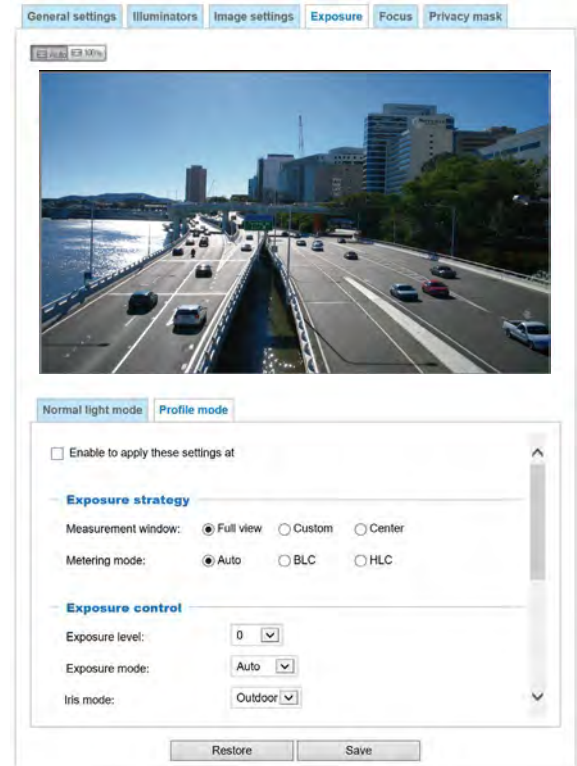 General settings Illuminators Image settings Exposure Focus Privacy mask
Auto 100%
Normal light mode Profile mode
Enable to apply these settings at
Exposure strategy
Measurement window: Full view Custom Center
Metering mode: Auto BLC HLC
Exposure control
Exposure level: 0
Exposure mode: Auto
Iris mode: Outdoor
Restore Save